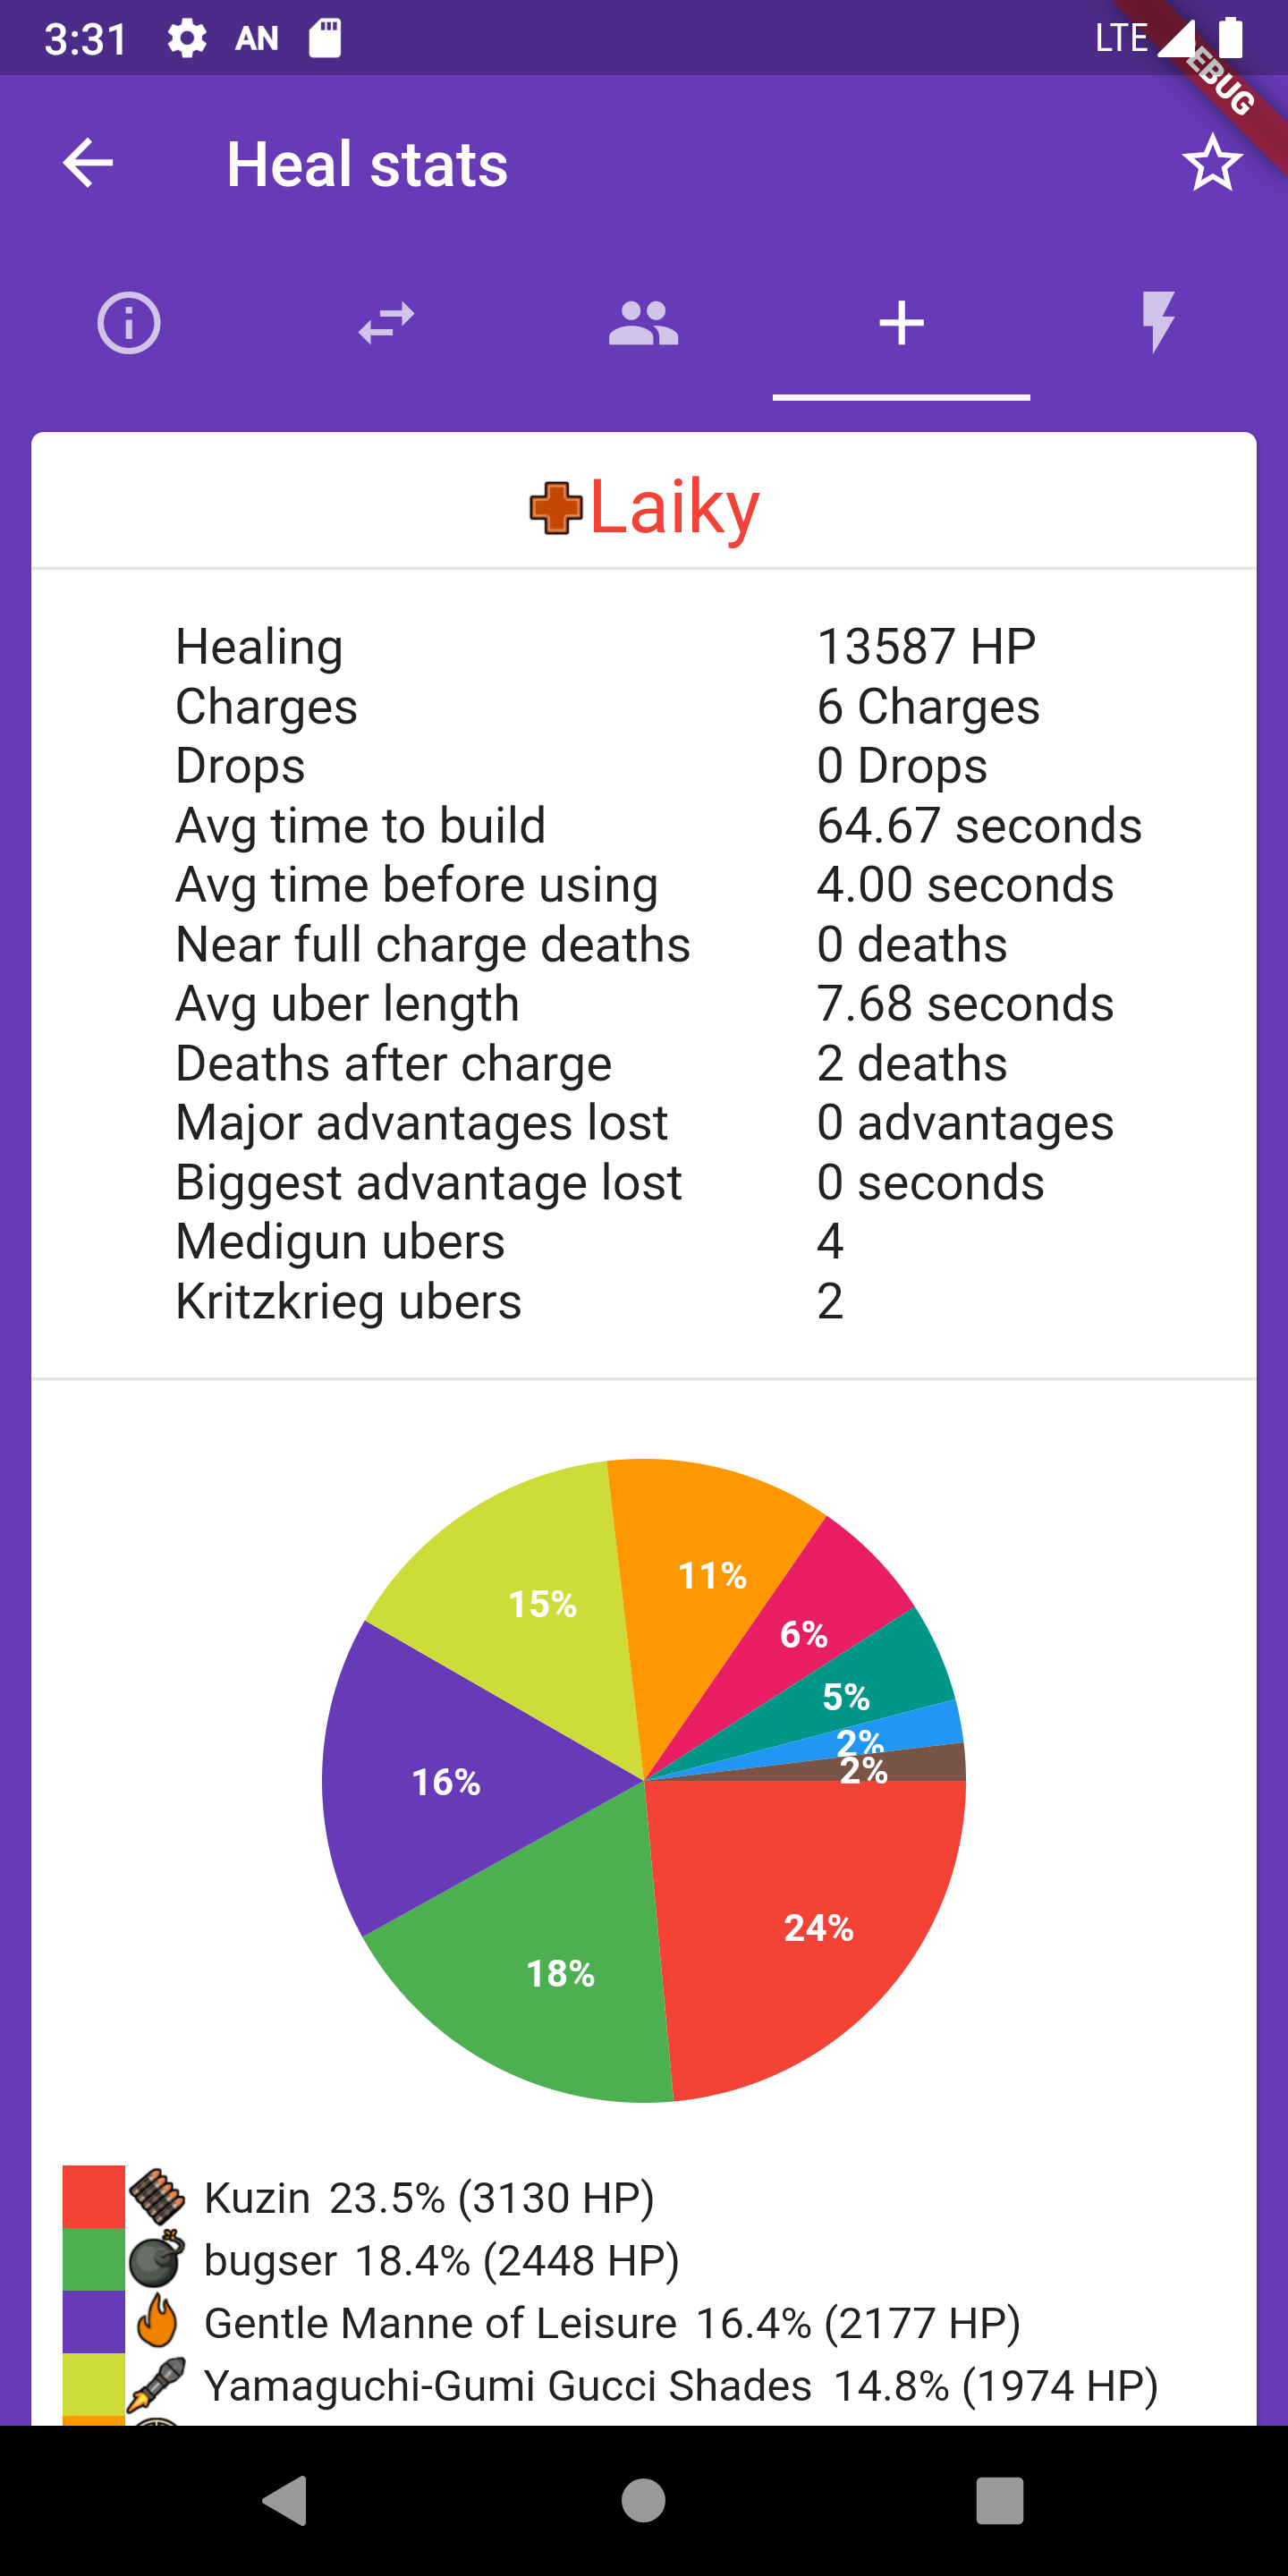 3:31 AN LTE
EBUG
Heal stats
Laiky
Healing 13587 HP
Charges 6 Charges
Drops 0 Drops
Avg time to build 64.67 seconds
Avg time before using 4.00 seconds
Near full charge deaths 0 deaths
Avg uber length 7.68 seconds
Deaths after charge 2 deaths
Major advantages lost 0 advantages
Biggest advantage lost 0 seconds
Medigun ubers 4
Kritzkrieg ubers 2
11%
15%
6%
5%
2%
2%
16%
24%
18%
Kuzin 23.5% (3130 HP)
bugser 18.4% (2448 HP)
Gentle Manne of Leisure 16.4% (2177 HP)
Yamaguchi-Gumi Gucci Shades 14.8% (1974 HP)